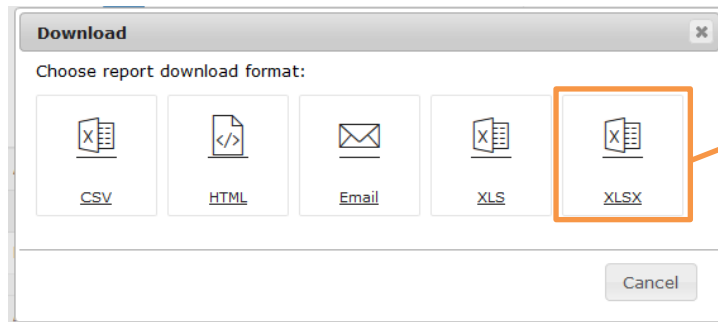 Download
Choose report download format:
CSV HTML Email XLS XLSX
Cancel